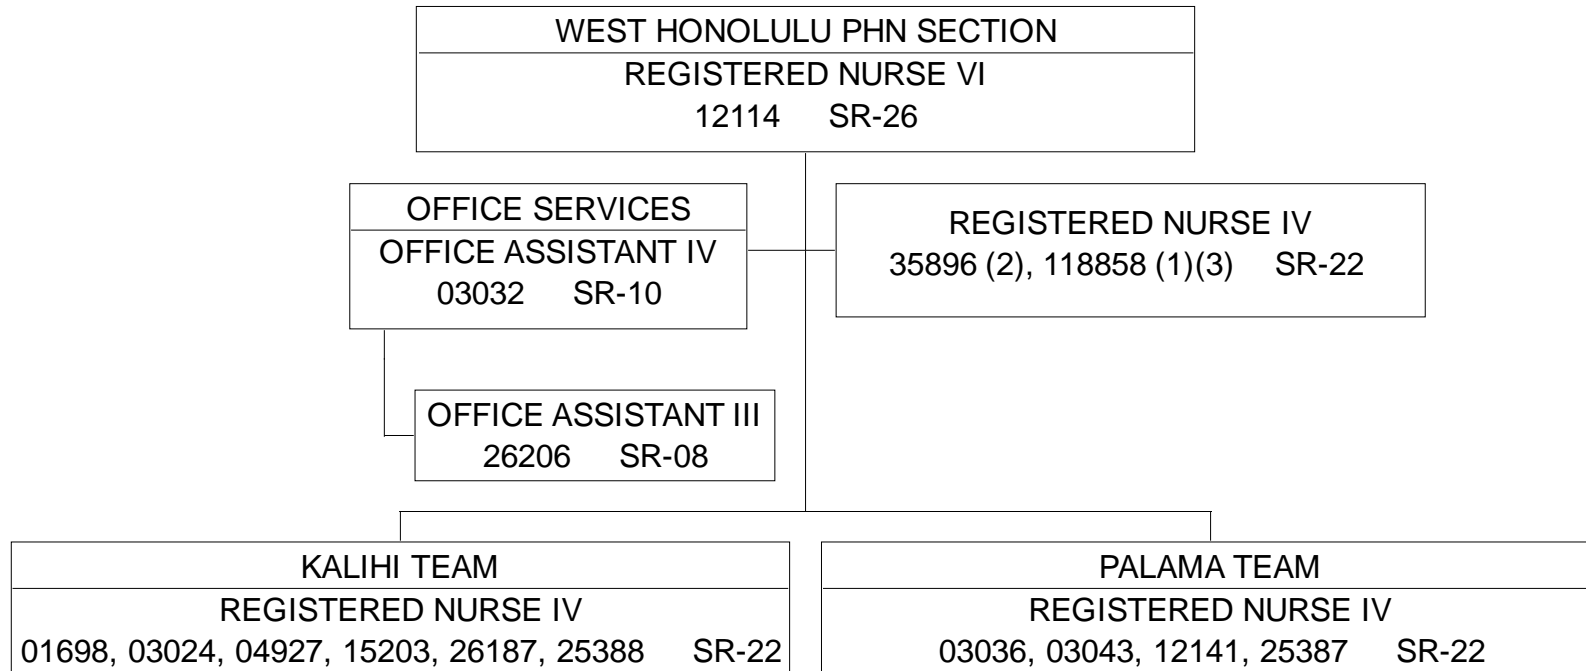 WEST HONOLULU PHN SECTION
REGISTERED NURSE VI
12114 SR-26
OFFICE SERVICES
OFFICE ASSISTANT IV
03032 SR-10
REGISTERED NURSE IV
35896 (2), 118858 (1)(3) SR-22
OFFICE ASSISTANT III
26206 SR-08
KALIHI TEAM
REGISTERED NURSE IV
01698, 03024, 04927, 15203, 26187, 25388 SR-22
PALAMA TEAM
REGISTERED NURSE IV
03036, 03043, 12141, 25387 SR-22